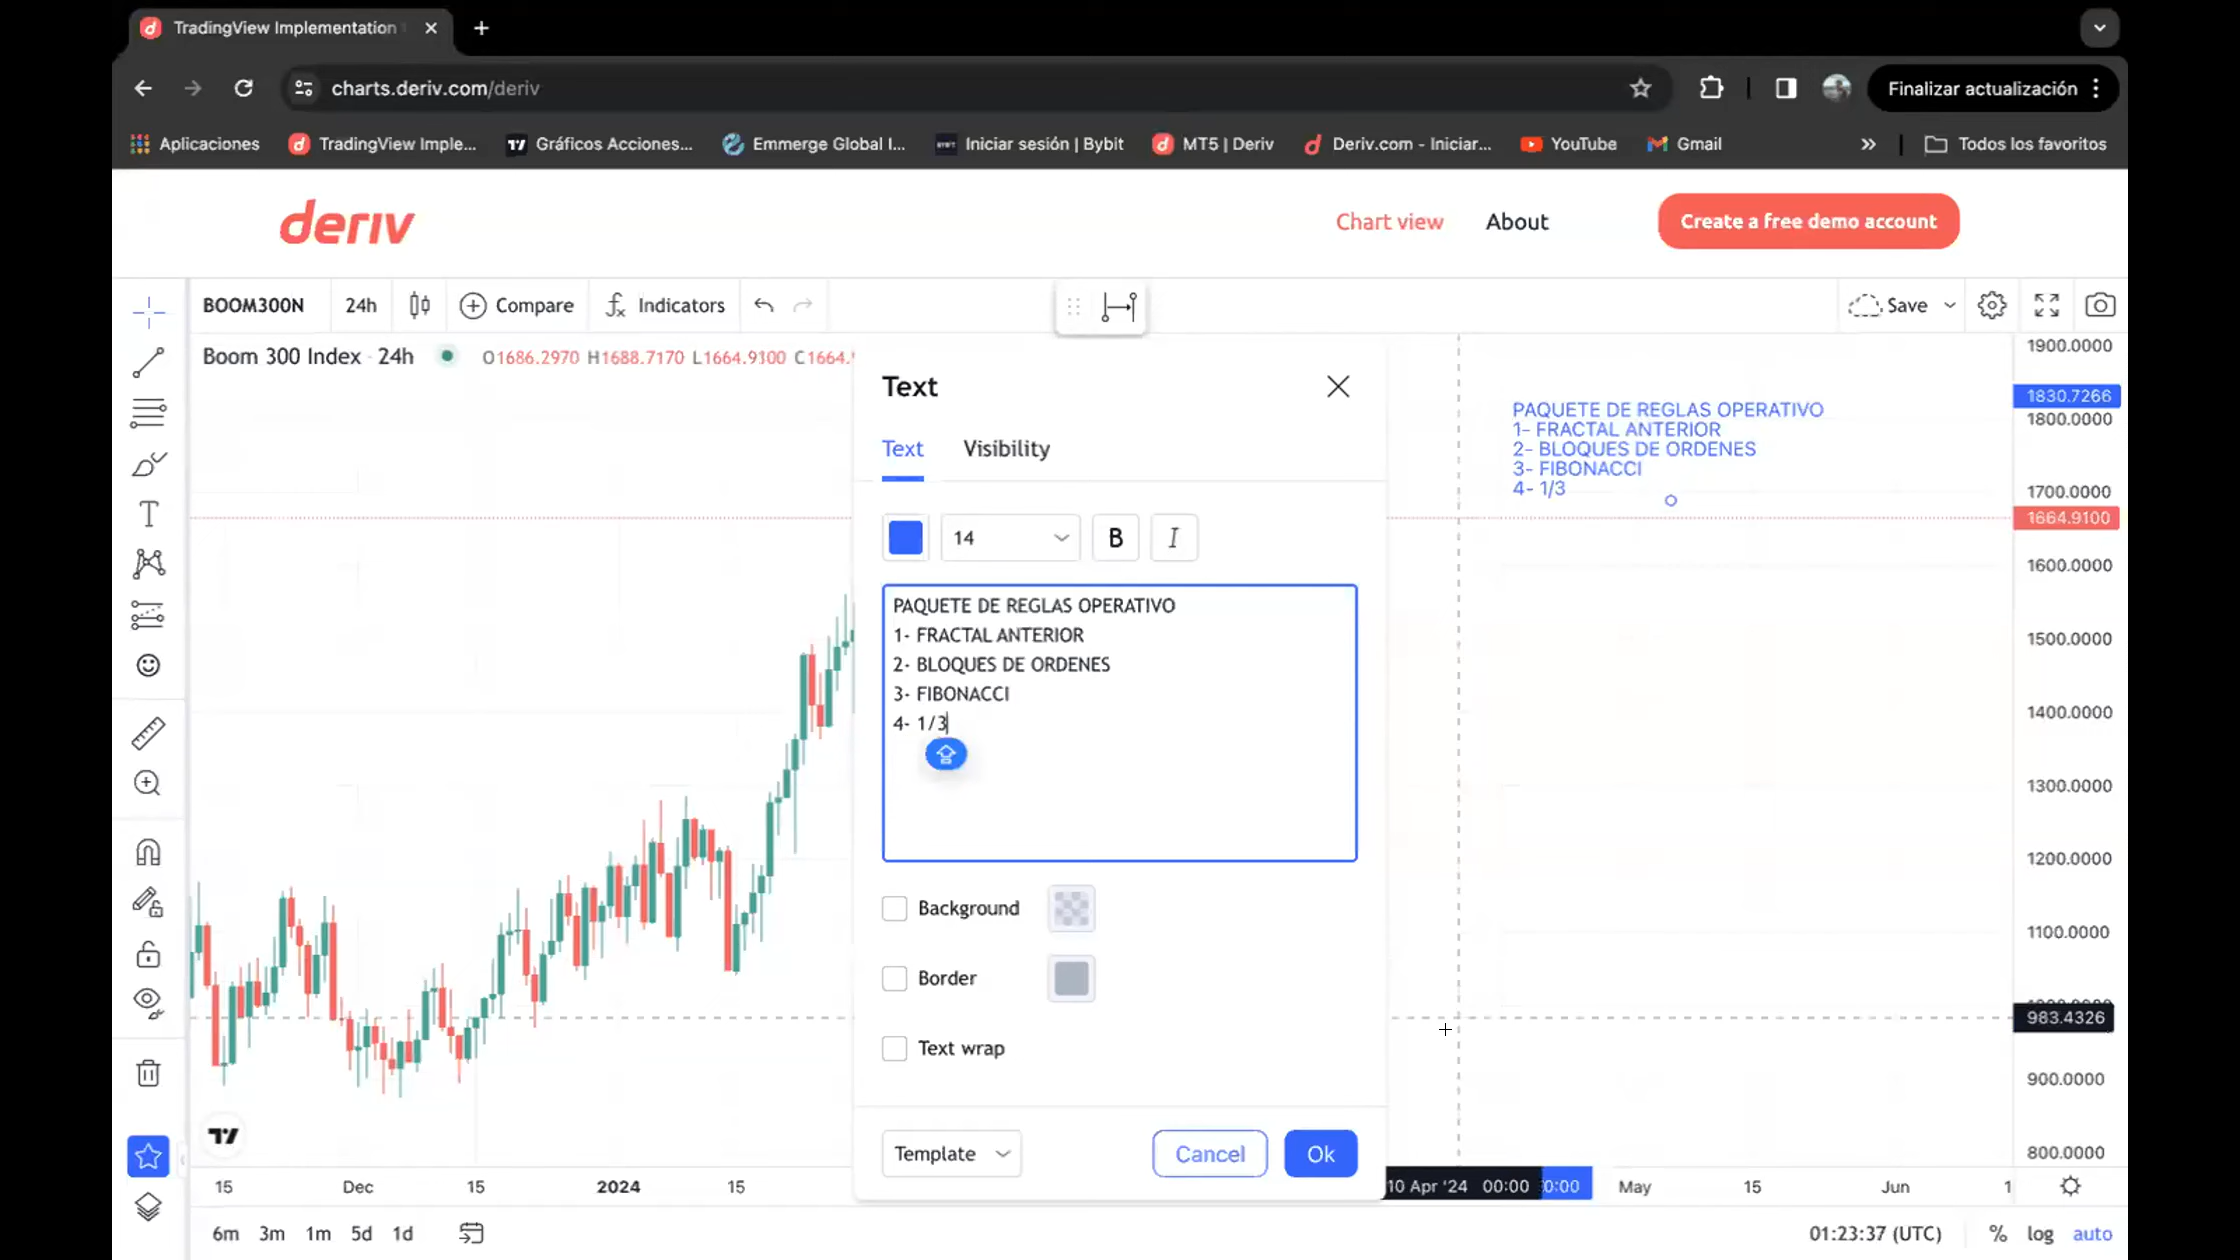 TradingView Implementation
charts.deriv.com/deriv
Finalizar actualización
Aplicaciones
TradingView Imple...
Gráficos Acciones...
Emmerge Global I...
Iniciar sesión | Bybit
MT5 | Deriv
Deriv.com - Iniciar...
YouTube
Gmail
Todos los favoritos
deriv
Chart view
About
Create a free demo account
BOOM300N
24h
Compare
Indicators
Save
Boom 300 Index · 24h
O1686.2970 H1688.7170 L1664.9100 C1664.9
Text
Text
Visibility
14
B
I
PAQUETE DE REGLAS OPERATIVO
1- FRACTAL ANTERIOR
2- BLOQUES DE ORDENES
3- FIBONACCI
4- 1/3
Background
Border
Text wrap
Template
Cancel
Ok
PAQUETE DE REGLAS OPERATIVO
1- FRACTAL ANTERIOR
2- BLOQUES DE ORDENES
3- FIBONACCI
4- 1/3
1900.0000
1830.7266
1800.0000
1700.0000
1664.9100
1600.0000
1500.0000
1400.0000
1300.0000
1200.0000
1100.0000
983.4326
900.0000
800.0000
15
Dec
15
2024
15
10 Apr '24 00:00
0:00
May
15
Jun
1
6m
3m
1m
5d
1d
01:23:37 (UTC)
%
log
auto